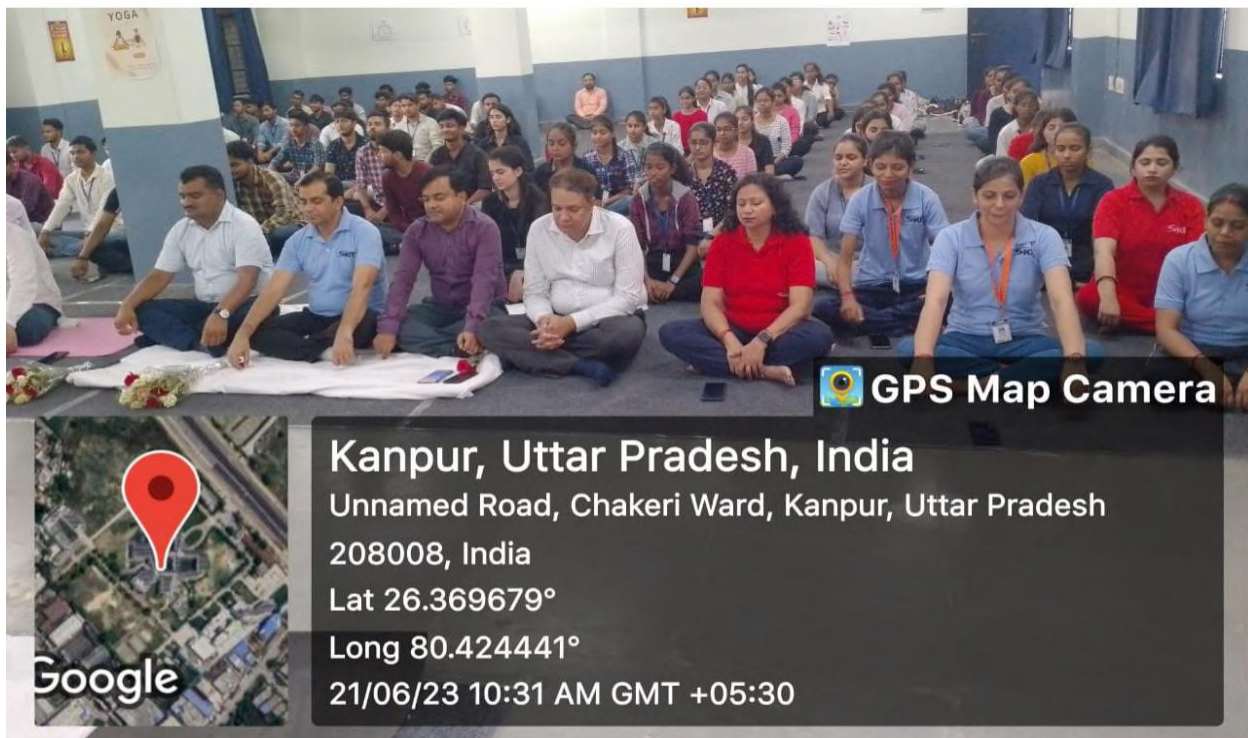 YOGA
GPS Map Camera
Kanpur, Uttar Pradesh, India
Unnamed Road, Chakeri Ward, Kanpur, Uttar Pradesh
208008, India
Lat 26.369679°
Long 80.424441°
21/06/23 10:31 AM GMT +05:30
Google